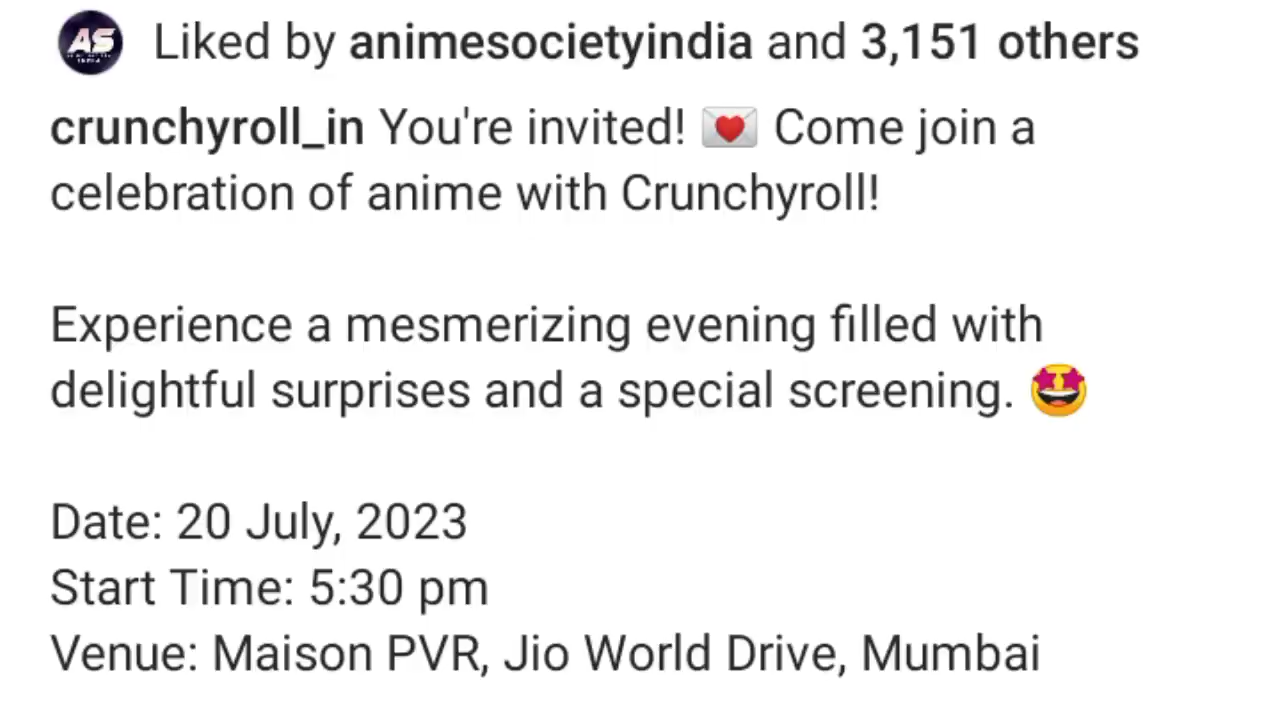 AS
Liked by animesocietyindia and 3,151 others
crunchyroll_in You're invited! 💌 Come join a
celebration of anime with Crunchyroll!
Experience a mesmerizing evening filled with
delightful surprises and a special screening. 🤩
Date: 20 July, 2023
Start Time: 5:30 pm
Venue: Maison PVR, Jio World Drive, Mumbai